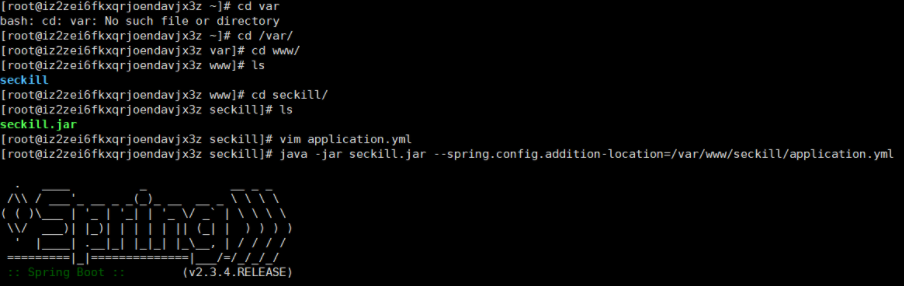 [root@iz2zei6fkxqrjoendavjx3z ~]# cd var
bash: cd: var: No such file or directory
[root@iz2zei6fkxqrjoendavjx3z ~]# cd /var/
[root@iz2zei6fkxqrjoendavjx3z var]# cd www/
[root@iz2zei6fkxqrjoendavjx3z www]# ls
seckill
[root@iz2zei6fkxqrjoendavjx3z www]# cd seckill/
[root@iz2zei6fkxqrjoendavjx3z seckill]# ls
seckill.jar
[root@iz2zei6fkxqrjoendavjx3z seckill]# vim application.yml
[root@iz2zei6fkxqrjoendavjx3z seckill]# java -jar seckill.jar --spring.config.addition-location=/var/www/seckill/application.yml
  .   ____          _            __ _ _
 /\\ / ___'_ __ _ _(_)_ __  __ _ \ \ \ \
( ( )\___ | '_ | '_| | '_ \/ _` | \ \ \ \
 \\/  ___)| |_)| | | | | || (_| |  ) ) ) )
  '  |____| .__|_| |_|_| |_\__, | / / / /
 =========|_|==============|___/=/_/_/_/
 :: Spring Boot ::        (v2.3.4.RELEASE)